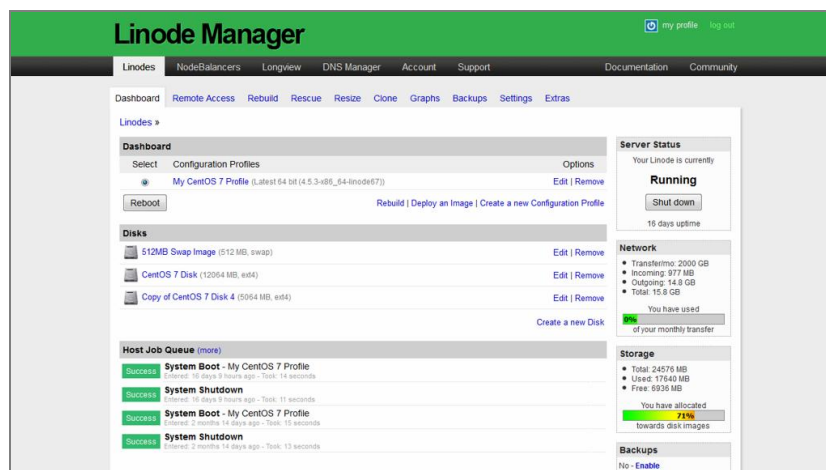 Linode Manager
my profile log out
Linodes NodeBalancers Longview DNS Manager Account Support Documentation Community
Dashboard Remote Access Rebuild Rescue Resize Clone Graphs Backups Settings Extras
Linodes »
Dashboard
Select Configuration Profiles Options
My CentOS 7 Profile (Latest 64 bit (4.5.3-x86_64-linode67)) Edit | Remove
Reboot Rebuild | Deploy an Image | Create a new Configuration Profile
Disks
512MB Swap Image (512 MB, swap) Edit | Remove
CentOS 7 Disk (12064 MB, ext4) Edit | Remove
Copy of CentOS 7 Disk 4 (5064 MB, ext4) Edit | Remove
Create a new Disk
Host Job Queue (more)
Success System Boot - My CentOS 7 Profile
Entered: 16 days 9 hours ago - Took: 14 seconds
Success System Shutdown
Entered: 16 days 9 hours ago - Took: 11 seconds
Success System Boot - My CentOS 7 Profile
Entered: 2 months 14 days ago - Took: 15 seconds
Success System Shutdown
Entered: 2 months 14 days ago - Took: 13 seconds
Server Status
Your Linode is currently
Running
Shut down
16 days uptime
Network
Transfer/mo: 2000 GB
Incoming: 977 MB
Outgoing: 14.8 GB
Total: 15.8 GB
You have used
0%
of your monthly transfer
Storage
Total: 24576 MB
Used: 17640 MB
Free: 6936 MB
You have allocated
71%
towards disk images
Backups
No - Enable